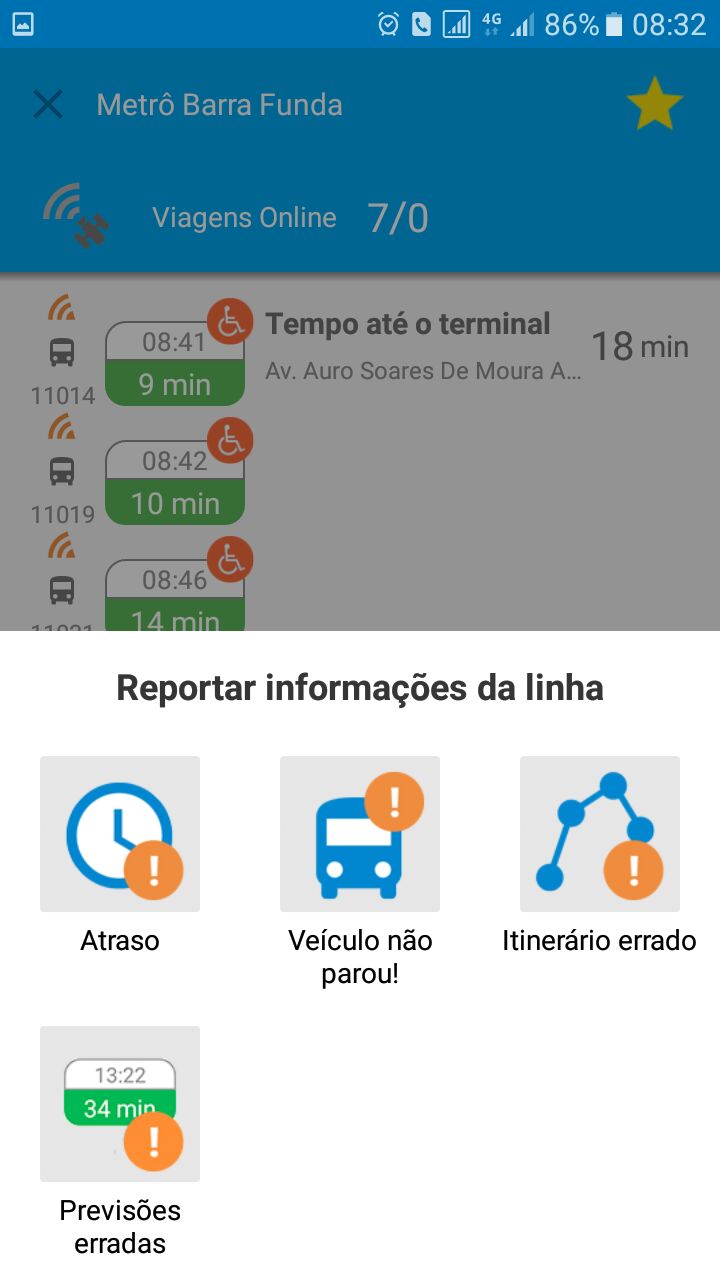 4G 86% 08:32
Metrô Barra Funda
Viagens Online 7/0
08:41 Tempo até o terminal 18 min
9 min Av. Auro Soares De Moura A...
11014
08:42
10 min
11019
08:46
14 min
Reportar informações da linha
Atraso
Veículo não
parou!
Itinerário errado
13:22
34 min
Previsões
erradas